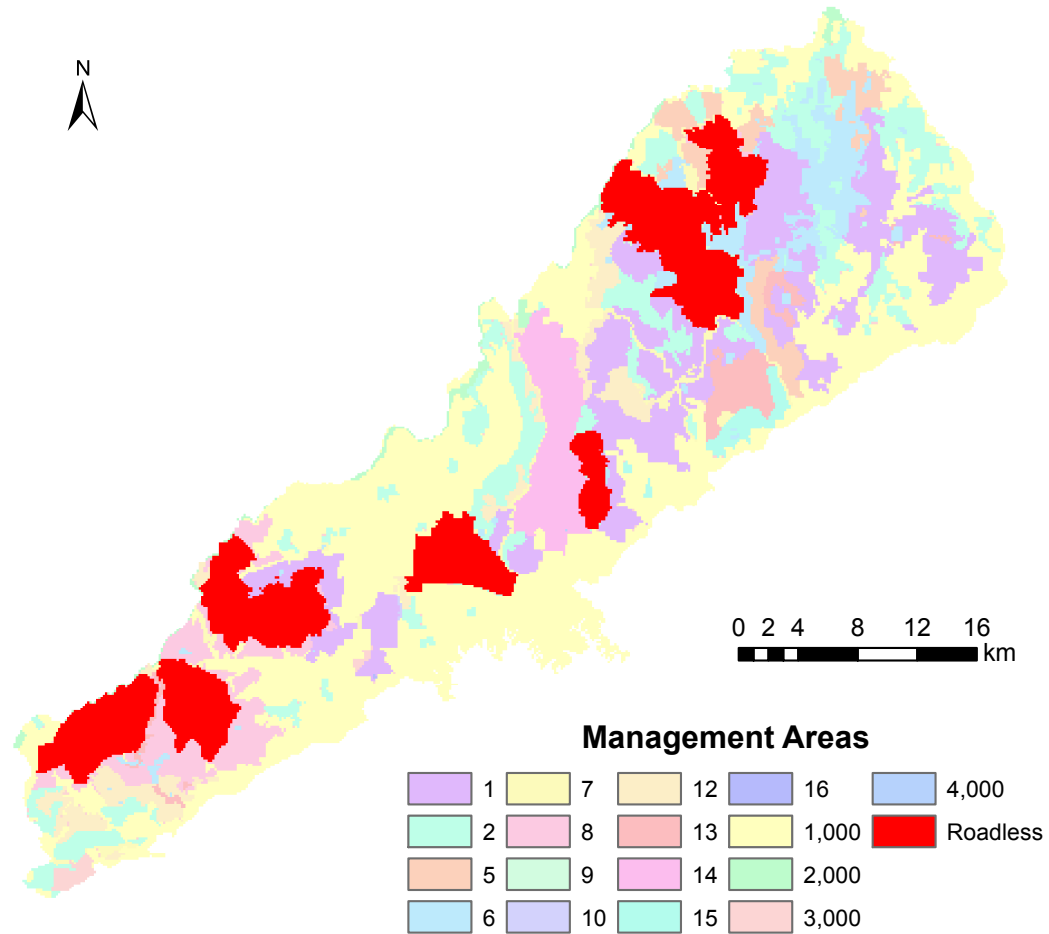 N
0 2 4 8 12 16
km
Management Areas
1 7 12 16 4,000
2 8 13 1,000 Roadless
5 9 14 2,000
6 10 15 3,000